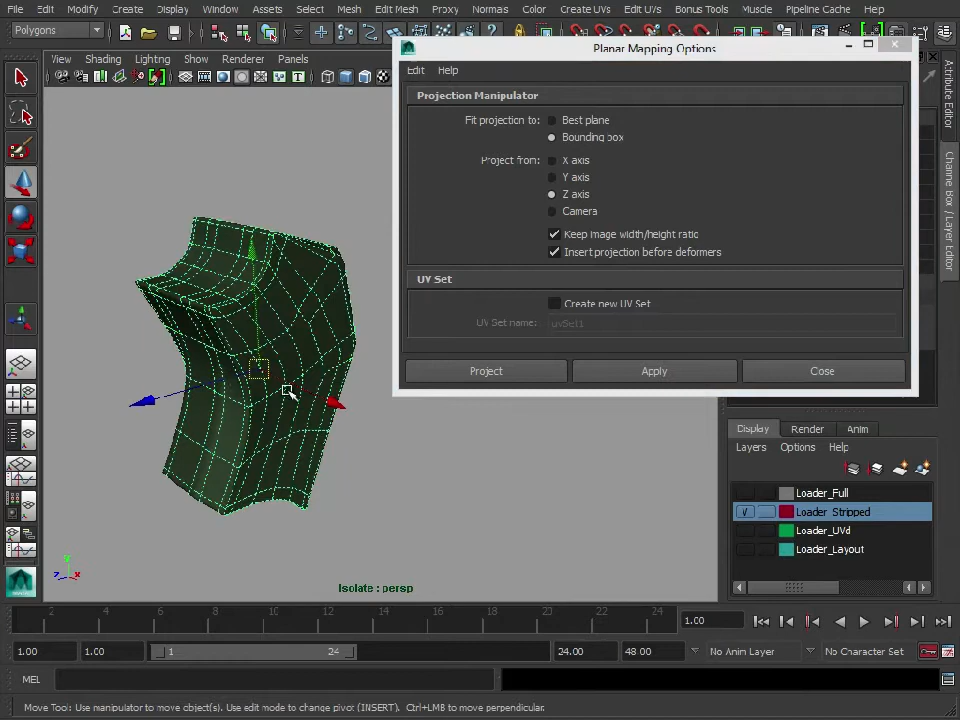 File Edit Modify Create Display Window Assets Select Mesh Edit Mesh Proxy Normals Color Create UVs Edit UVs Bonus Tools Muscle Pipeline Cache Help
Polygons
Planar Mapping Options
View Shading Lighting Show Renderer Panels
Edit Help
Projection Manipulator
Fit projection to: Best plane
Bounding box
Project from: X axis
Y axis
Z axis
Camera
Keep image width/height ratio
Insert projection before deformers
UV Set
Create new UV Set
UV Set name: uvSet1
Project Apply Close
Attribute Editor
Channel Box / Layer Editor
Display Render Anim
Layers Options Help
Loader_Full
V Loader_Stripped
Loader_UVd
Loader_Layout
y
z x
Isolate : persp
2 4 6 8 10 12 14 16 18 20 22 24
1.00
1.00 1.00 1 24 24.00 48.00 No Anim Layer No Character Set
MEL
Move Tool: Use manipulator to move object(s). Use edit mode to change pivot (INSERT). Ctrl+LMB to move perpendicular.